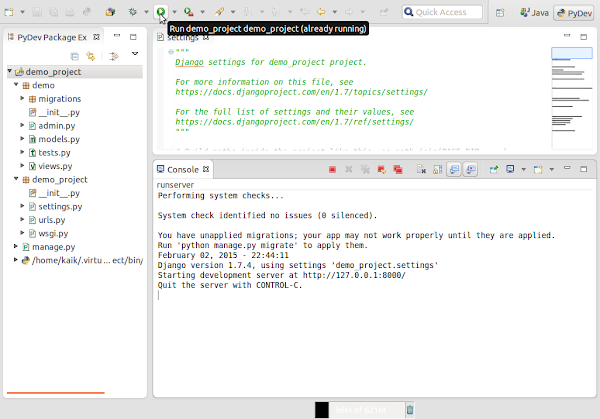 Quick Access
Java
PyDev
Run demo_project demo_project (already running)
PyDev Package Ex
demo_project
demo
migrations
__init__.py
admin.py
models.py
tests.py
views.py
demo_project
__init__.py
settings.py
urls.py
wsgi.py
manage.py
/home/kaik/.virtu ect/bin/
settings
"""
Django settings for demo_project project.
For more information on this file, see
https://docs.djangoproject.com/en/1.7/topics/settings/
For the full list of settings and their values, see
https://docs.djangoproject.com/en/1.7/ref/settings/
"""
Console
runserver
Performing system checks...
System check identified no issues (0 silenced).
You have unapplied migrations; your app may not work properly until they are applied.
Run 'python manage.py migrate' to apply them.
February 02, 2015 - 22:44:11
Django version 1.7.4, using settings 'demo_project.settings'
Starting development server at http://127.0.0.1:8000/
Quit the server with CONTROL-C.